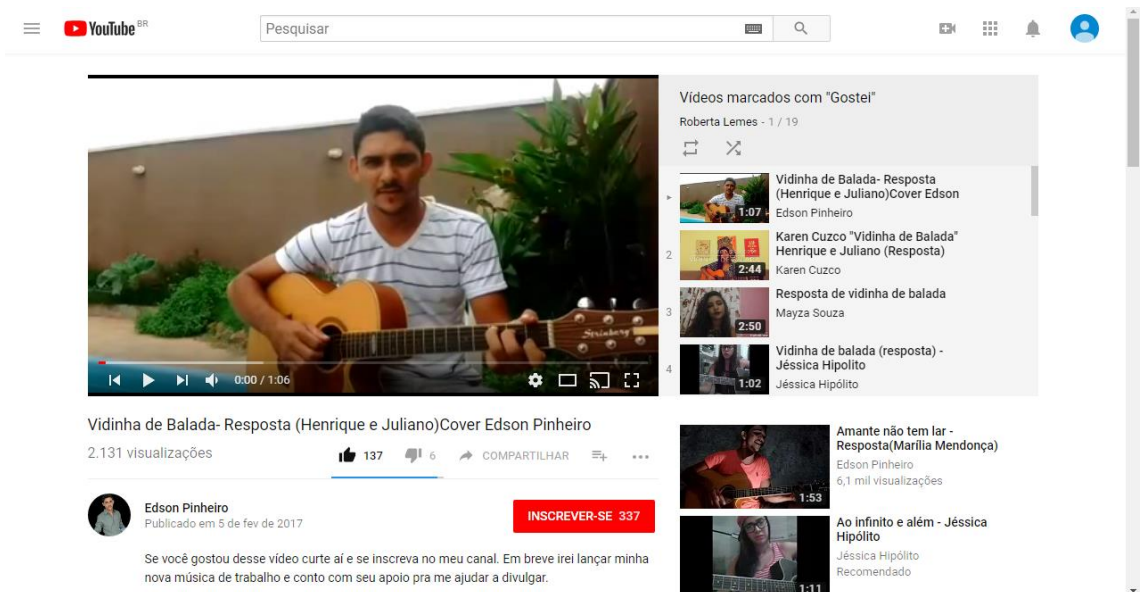 YouTube BR
Pesquisar
Vídeos marcados com "Gostei"
Roberta Lemes - 1 / 19
Vidinha de Balada- Resposta
(Henrique e Juliano)Cover Edson
Edson Pinheiro
1:07
2
Karen Cuzco "Vidinha de Balada"
Henrique e Juliano (Resposta)
Karen Cuzco
2:44
3
Resposta de vidinha de balada
Mayza Souza
2:50
4
Vidinha de balada (resposta) -
Jéssica Hipolito
Jéssica Hipólito
1:02
Strinberg
0:00 / 1:06
Vidinha de Balada- Resposta (Henrique e Juliano)Cover Edson Pinheiro
2.131 visualizações
137 6 COMPARTILHAR
Edson Pinheiro
Publicado em 5 de fev de 2017
INSCREVER-SE 337
Se você gostou desse vídeo curte aí e se inscreva no meu canal. Em breve irei lançar minha
nova música de trabalho e conto com seu apoio pra me ajudar a divulgar.
Amante não tem lar -
Resposta(Marília Mendonça)
Edson Pinheiro
6,1 mil visualizações
1:53
Ao infinito e além - Jéssica
Hipólito
Jéssica Hipólito
Recomendado
1:11